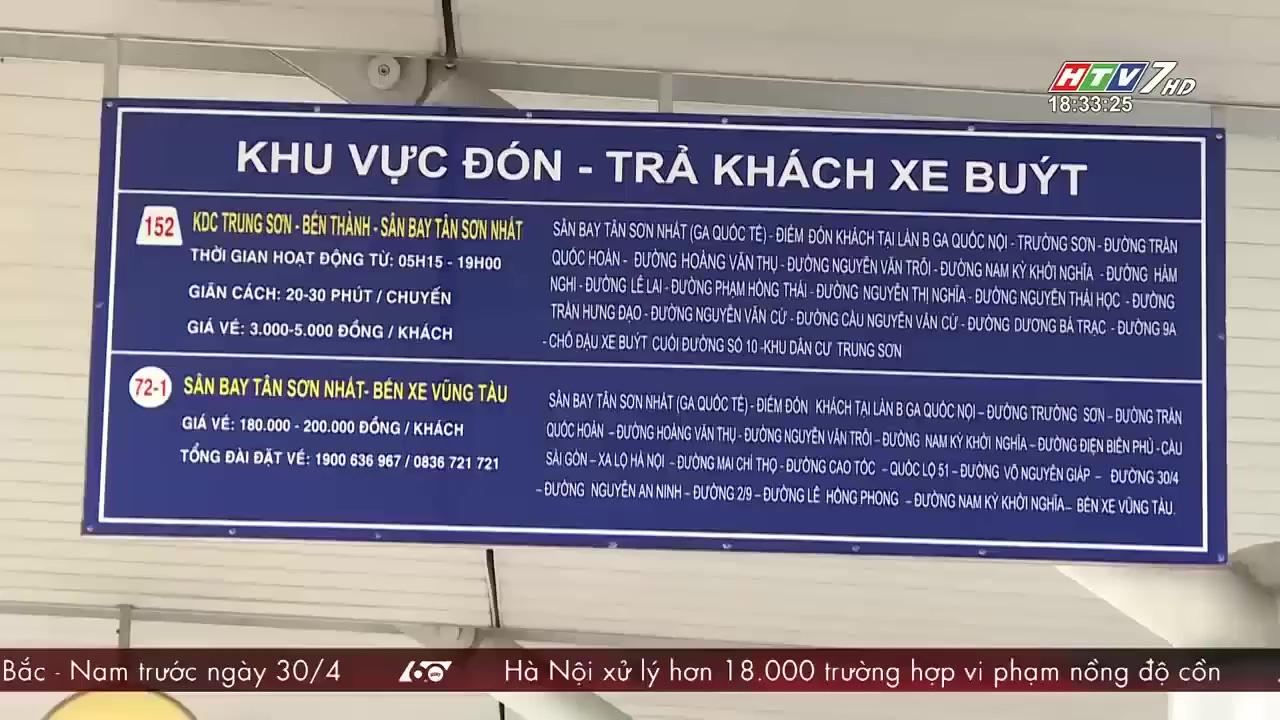 HTV7 HD
18:33:25
KHU VỰC ĐÓN - TRẢ KHÁCH XE BUÝT
152 KDC TRUNG SƠN - BẾN THÀNH - SÂN BAY TÂN SƠN NHẤT
THỜI GIAN HOẠT ĐỘNG TỪ: 05H15 - 19H00
GIÃN CÁCH: 20-30 PHÚT / CHUYẾN
GIÁ VÉ: 3.000-5.000 ĐỒNG / KHÁCH
SÂN BAY TÂN SƠN NHẤT (GA QUỐC TẾ) - ĐIỂM ĐÓN KHÁCH TẠI LÀN B GA QUỐC NỘI - TRƯỜNG SƠN - ĐƯỜNG TRẦN
QUỐC HOÀN - ĐƯỜNG HOÀNG VĂN THỤ - ĐƯỜNG NGUYỄN VĂN TRỖI - ĐƯỜNG NAM KỲ KHỞI NGHĨA - ĐƯỜNG HÀM
NGHI - ĐƯỜNG LÊ LAI - ĐƯỜNG PHẠM HỒNG THÁI - ĐƯỜNG NGUYỄN THỊ NGHĨA - ĐƯỜNG NGUYỄN THÁI HỌC - ĐƯỜNG
TRẦN HƯNG ĐẠO - ĐƯỜNG NGUYỄN VĂN CỪ - ĐƯỜNG CẦU NGUYỄN VĂN CỪ - ĐƯỜNG DƯƠNG BÁ TRẠC - ĐƯỜNG 9A
- CHỖ ĐẬU XE BUÝT CUỐI ĐƯỜNG SỐ 10 -KHU DÂN CƯ TRUNG SƠN
72-1 SÂN BAY TÂN SƠN NHẤT- BẾN XE VŨNG TÀU
GIÁ VÉ: 180.000 - 200.000 ĐỒNG / KHÁCH
TỔNG ĐÀI ĐẶT VÉ: 1900 636 967 / 0836 721 721
SÂN BAY TÂN SƠN NHẤT (GA QUỐC TẾ) - ĐIỂM ĐÓN KHÁCH TẠI LÀN B GA QUỐC NỘI – ĐƯỜNG TRƯỜNG SƠN – ĐƯỜNG TRẦN
QUỐC HOÀN – ĐƯỜNG HOÀNG VĂN THỤ - ĐƯỜNG NGUYỄN VĂN TRỖI – ĐƯỜNG NAM KỲ KHỞI NGHĨA – ĐƯỜNG ĐIỆN BIÊN PHỦ -CẦU
SÀI GÒN – XA LỘ HÀ NỘI – ĐƯỜNG MAI CHÍ THỌ - ĐƯỜNG CAO TỐC – QUỐC LỘ 51 – ĐƯỜNG VÕ NGUYÊN GIÁP – ĐƯỜNG 30/4
– ĐƯỜNG NGUYỄN AN NINH – ĐƯỜNG 2/9 – ĐƯỜNG LÊ HỒNG PHONG – ĐƯỜNG NAM KỲ KHỞI NGHĨA– BẾN XE VŨNG TÀU.
Bắc - Nam trước ngày 30/4 60 giây Hà Nội xử lý hơn 18.000 trường hợp vi phạm nồng độ cồn